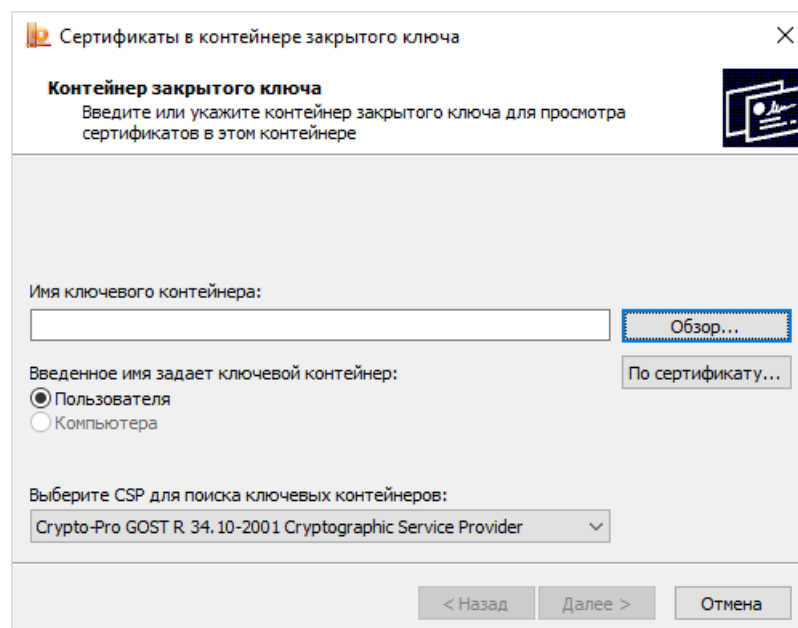 Сертификаты в контейнере закрытого ключа
Контейнер закрытого ключа
Введите или укажите контейнер закрытого ключа для просмотра
сертификатов в этом контейнере
Имя ключевого контейнера:
Обзор...
Введенное имя задает ключевой контейнер:
По сертификату...
Пользователя
Компьютера
Выберите CSP для поиска ключевых контейнеров:
Crypto-Pro GOST R 34.10-2001 Cryptographic Service Provider
< Назад Далее > Отмена